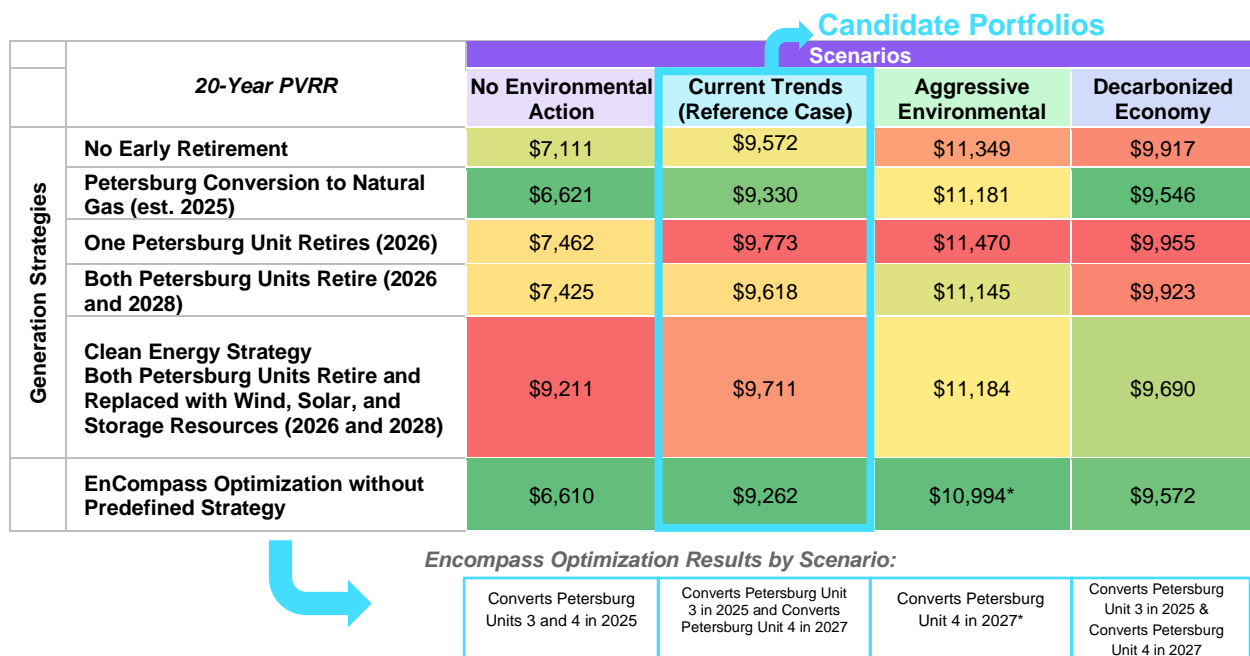 Candidate Portfolios
Scenarios
20-Year PVRR
No Environmental
Action
Current Trends
(Reference Case)
Aggressive
Environmental
Decarbonized
Economy
Generation Strategies
No Early Retirement
$7,111
$9,572
$11,349
$9,917
Petersburg Conversion to Natural
Gas (est. 2025)
$6,621
$9,330
$11,181
$9,546
One Petersburg Unit Retires (2026)
$7,462
$9,773
$11,470
$9,955
Both Petersburg Units Retire (2026
and 2028)
$7,425
$9,618
$11,145
$9,923
Clean Energy Strategy
Both Petersburg Units Retire and
Replaced with Wind, Solar, and
Storage Resources (2026 and 2028)
$9,211
$9,711
$11,184
$9,690
EnCompass Optimization without
Predefined Strategy
$6,610
$9,262
$10,994*
$9,572
Encompass Optimization Results by Scenario:
Converts Petersburg
Units 3 and 4 in 2025
Converts Petersburg Unit
3 in 2025 and Converts
Petersburg Unit 4 in 2027
Converts Petersburg
Unit 4 in 2027*
Converts Petersburg
Unit 3 in 2025 &
Converts Petersburg
Unit 4 in 2027